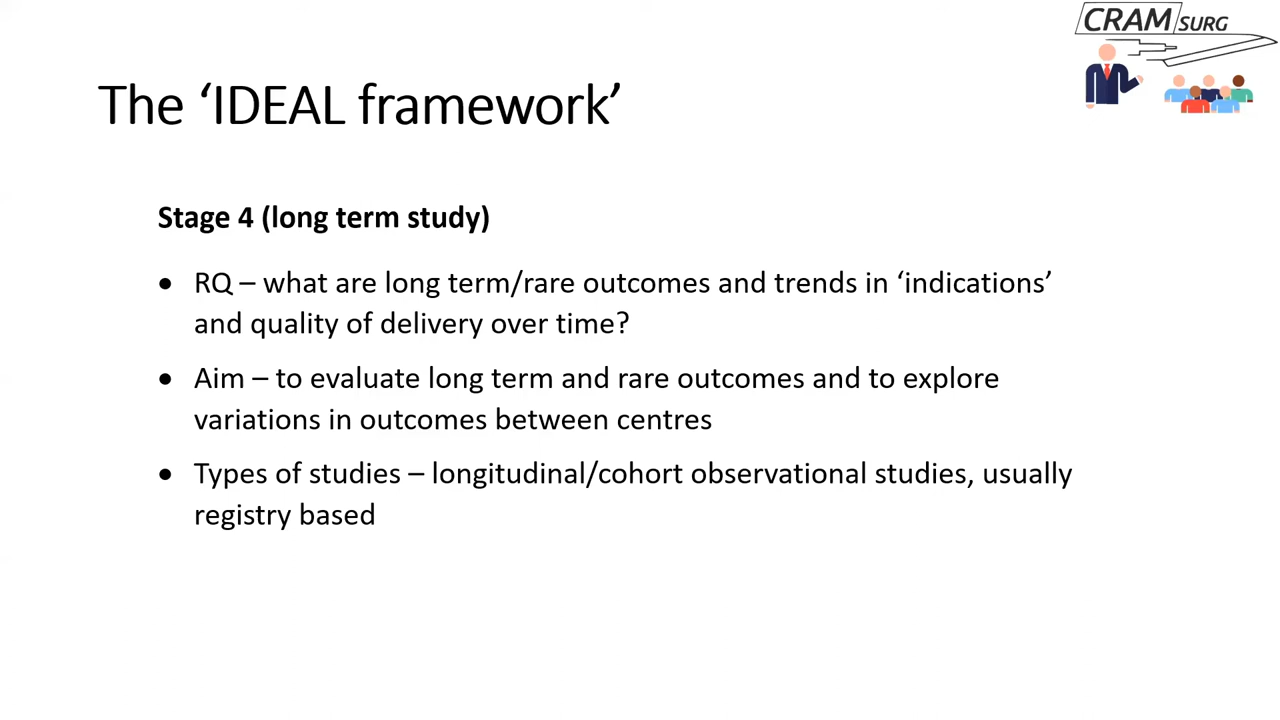 CRAM SURG
The ‘IDEAL framework’
Stage 4 (long term study)
• RQ – what are long term/rare outcomes and trends in ‘indications’
and quality of delivery over time?
• Aim – to evaluate long term and rare outcomes and to explore
variations in outcomes between centres
• Types of studies – longitudinal/cohort observational studies, usually
registry based